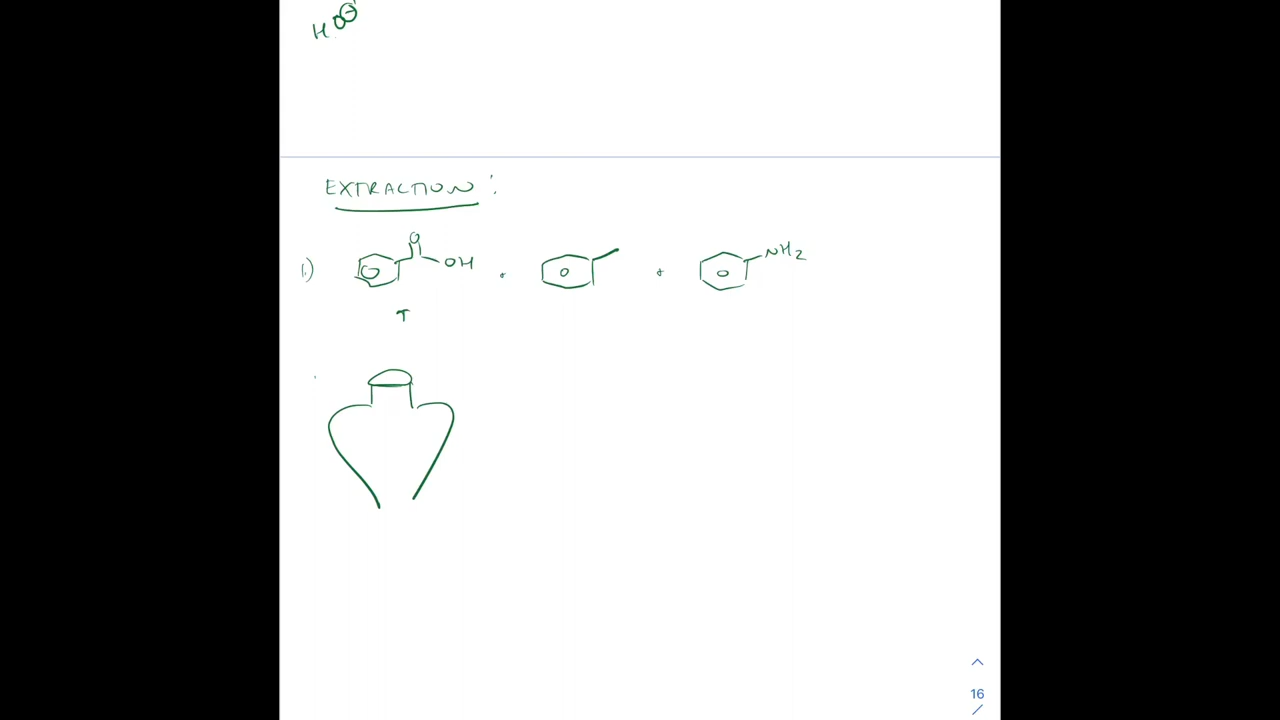 HO⊖
EXTRACTION:
1.) O OH + + NH2
T
16